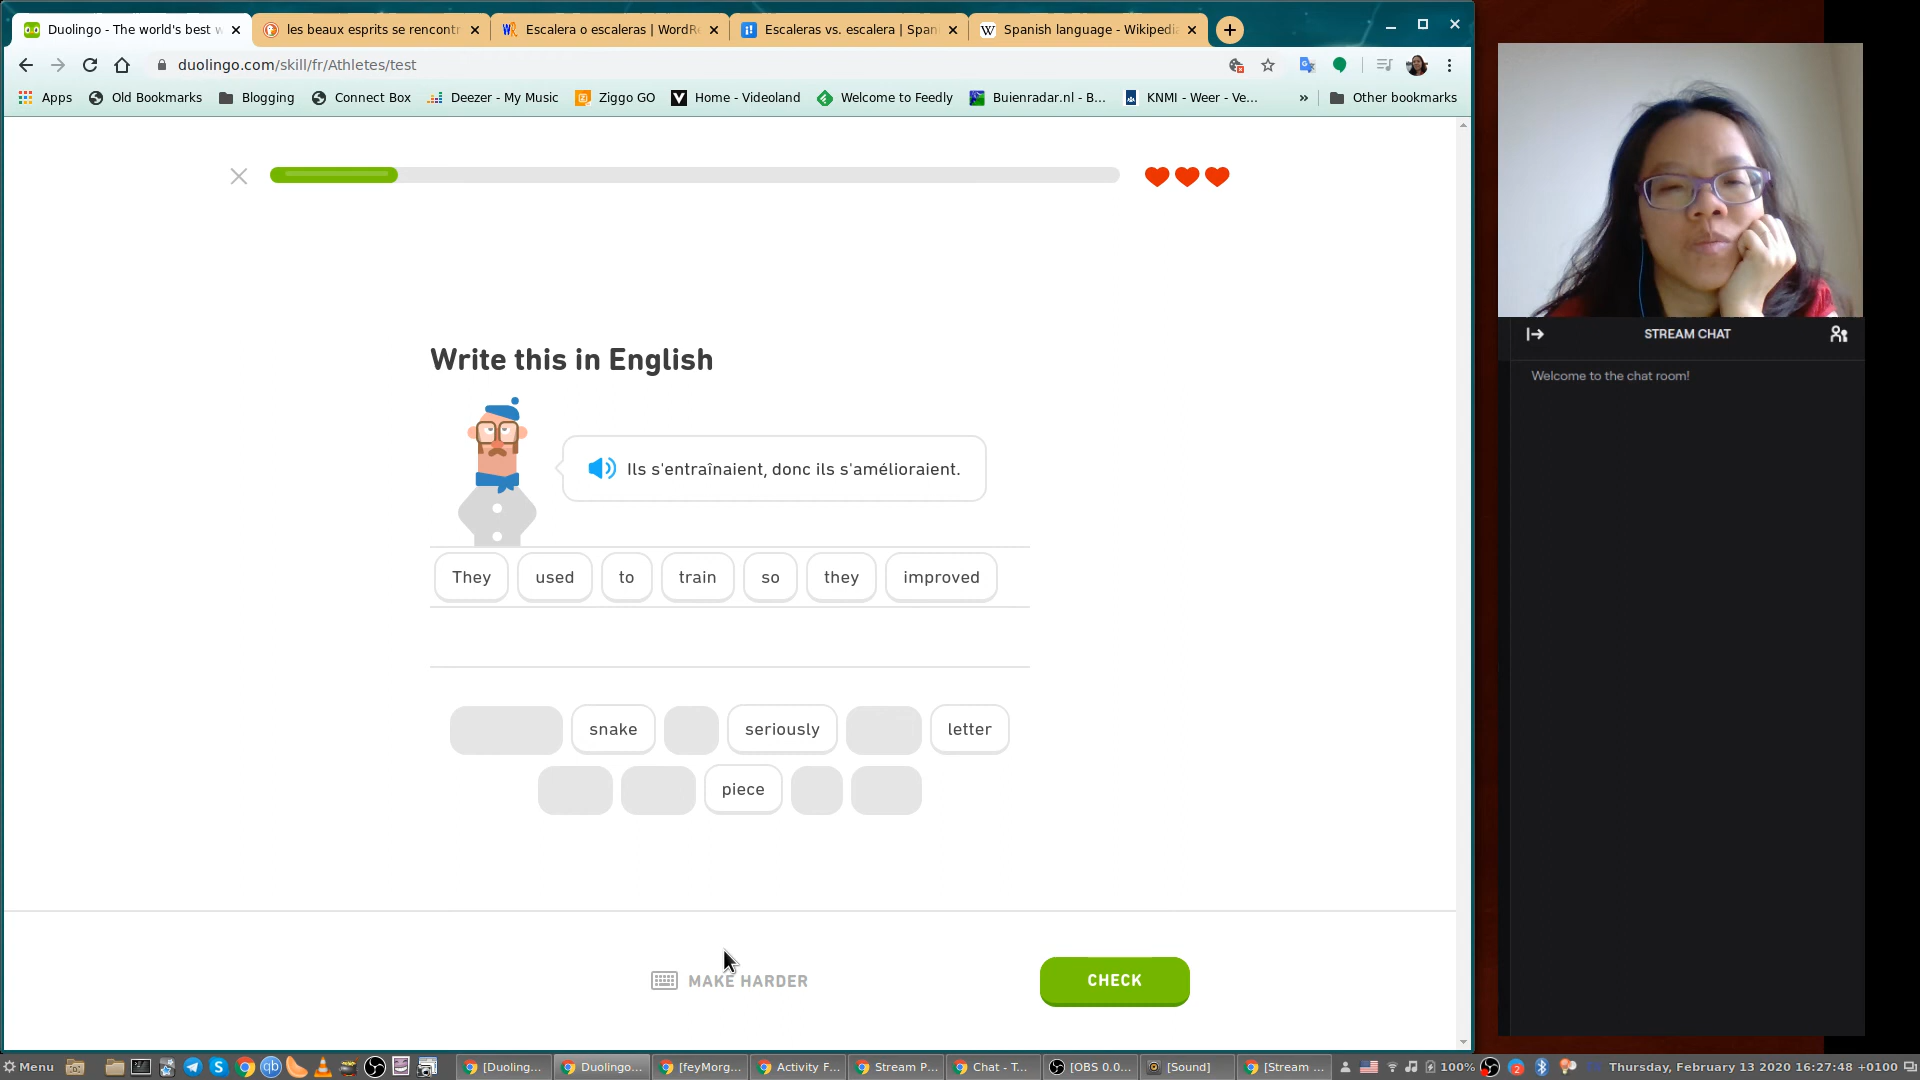 Duolingo - The world's best w
les beaux esprits se rencontr
Escalera o escaleras | WordRe
Escaleras vs. escalera | Span
Spanish language - Wikipedia
duolingo.com/skill/fr/Athletes/test
Apps
Old Bookmarks
Blogging
Connect Box
Deezer - My Music
Ziggo GO
Home - Videoland
Welcome to Feedly
Buienradar.nl - B...
KNMI - Weer - Ve...
»
Other bookmarks
Write this in English
Ils s'entraînaient, donc ils s'amélioraient.
They used to train so they improved
snake seriously letter
piece
MAKE HARDER
CHECK
STREAM CHAT
Welcome to the chat room!
Menu
[Duoling...
Duolingo...
[feyMorg...
Activity F...
Stream P...
Chat - T...
[OBS 0.0...
[Sound]
[Stream ...
100%
2
Thursday, February 13 2020 16:27:48 +0100